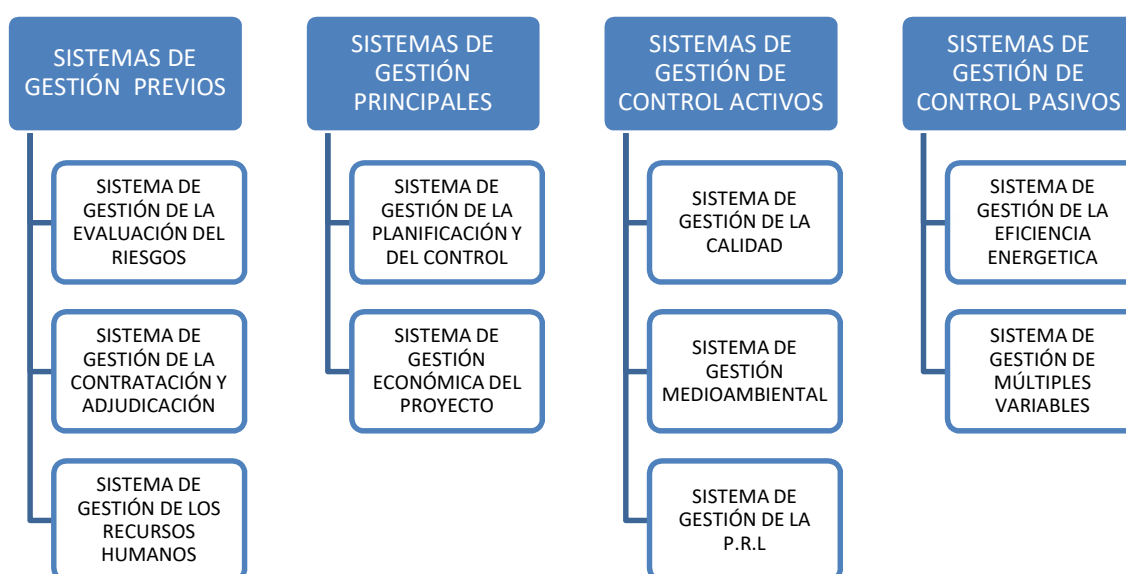 SISTEMAS DE
GESTIÓN PREVIOS
SISTEMA DE
GESTIÓN DE LA
EVALUACIÓN DEL
RIESGOS
SISTEMA DE
GESTIÓN DE LA
CONTRATACIÓN Y
ADJUDICACIÓN
SISTEMA DE
GESTIÓN DE LOS
RECURSOS
HUMANOS
SISTEMAS DE
GESTIÓN
PRINCIPALES
SISTEMA DE
GESTIÓN DE LA
PLANIFICACIÓN Y
DEL CONTROL
SISTEMA DE
GESTIÓN
ECONÓMICA DEL
PROYECTO
SISTEMAS DE
GESTIÓN DE
CONTROL ACTIVOS
SISTEMA DE
GESTIÓN DE LA
CALIDAD
SISTEMA DE
GESTIÓN
MEDIOAMBIENTAL
SISTEMA DE
GESTIÓN DE LA
P.R.L
SISTEMAS DE
GESTIÓN DE
CONTROL PASIVOS
SISTEMA DE
GESTIÓN DE LA
EFICIENCIA
ENERGETICA
SISTEMA DE
GESTIÓN DE
MÚLTIPLES
VARIABLES